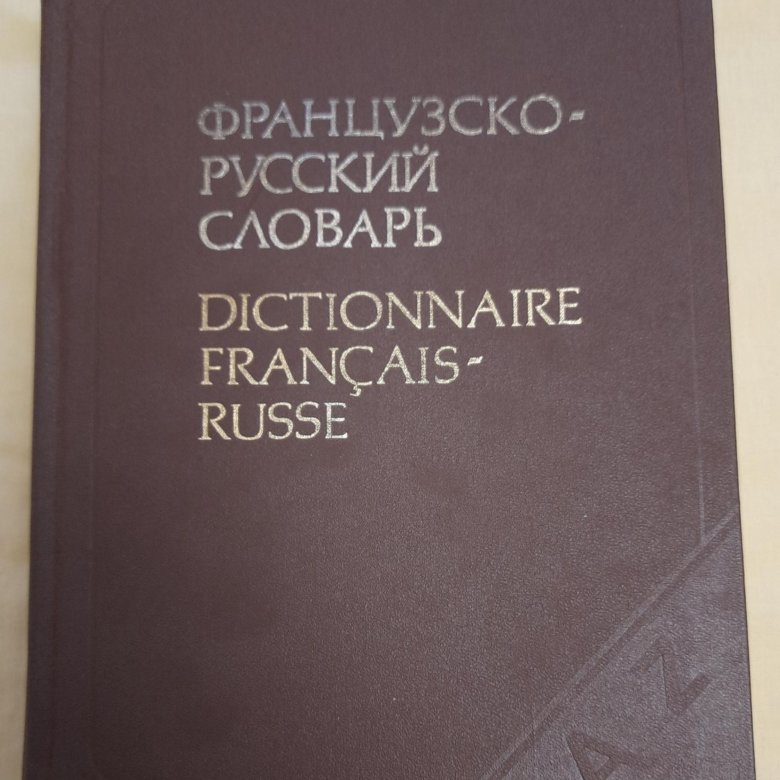 ФРАНЦУЗСКО-
РУССКИЙ
СЛОВАРЬ
DICTIONNAIRE
FRANÇAIS-
RUSSE
A Z